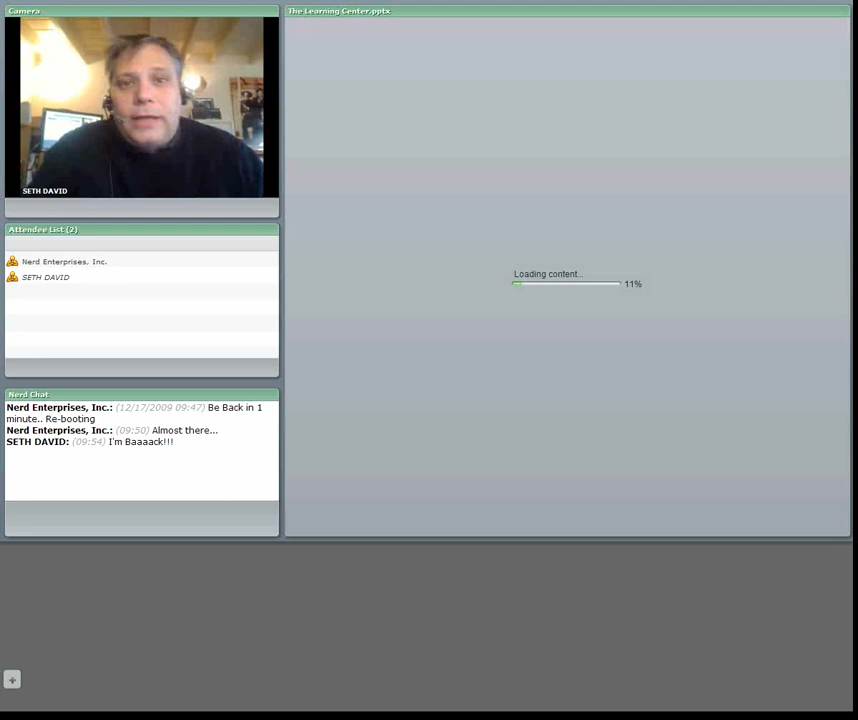 Camera
SETH DAVID
Attendee List (2)
Nerd Enterprises, Inc.
SETH DAVID
Nerd Chat
Nerd Enterprises, Inc.: (12/17/2009 09:47) Be Back in 1
minute.. Re-booting
Nerd Enterprises, Inc.: (09:50) Almost there...
SETH DAVID: (09:54) I'm Baaaack!!!
The Learning Center.pptx
Loading content...
11%